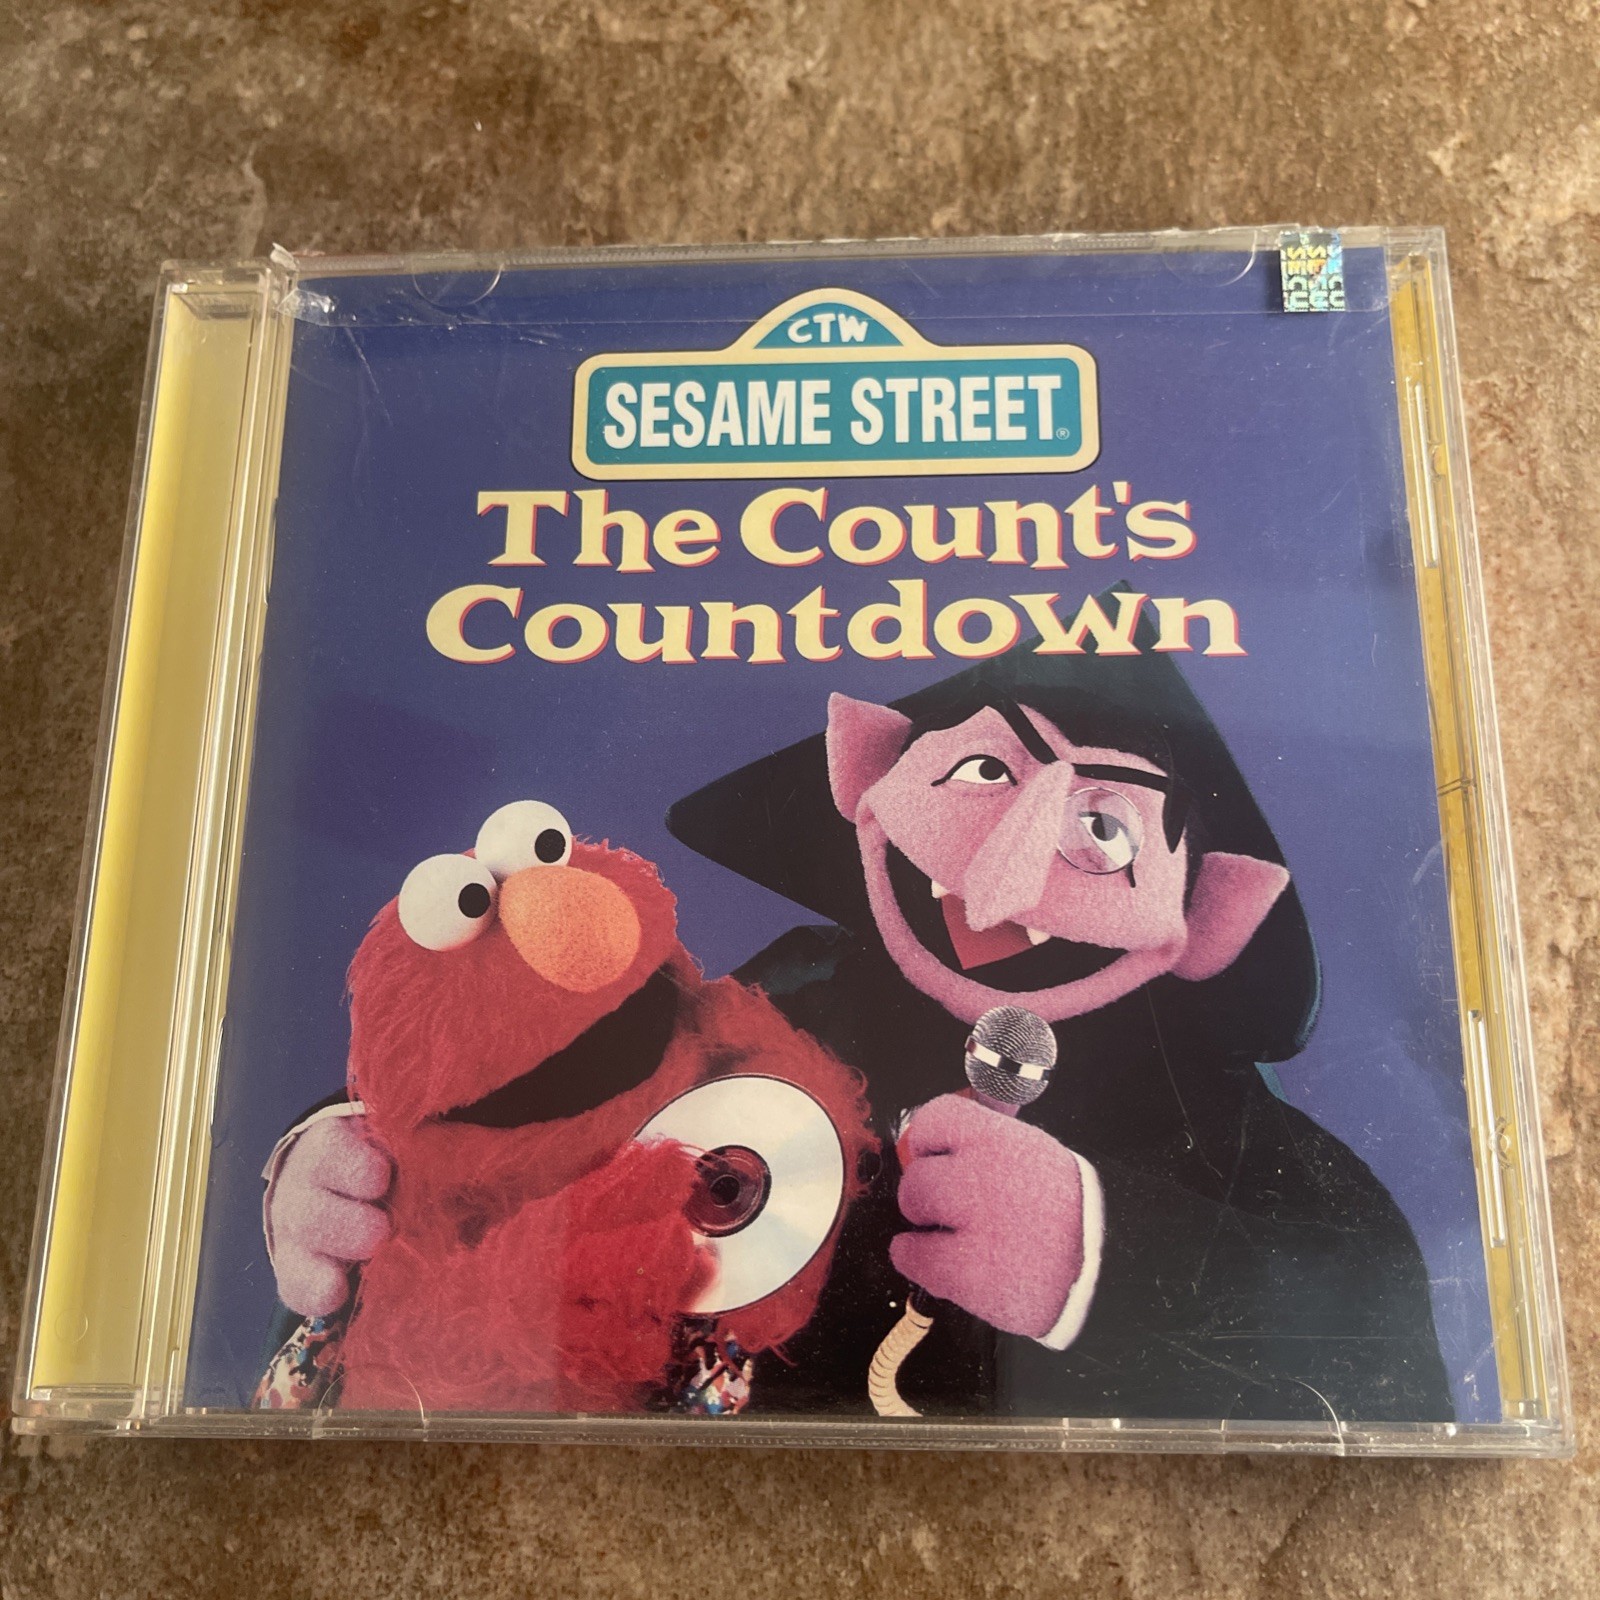 CTW
SESAME STREET®
The Count's
Countdown